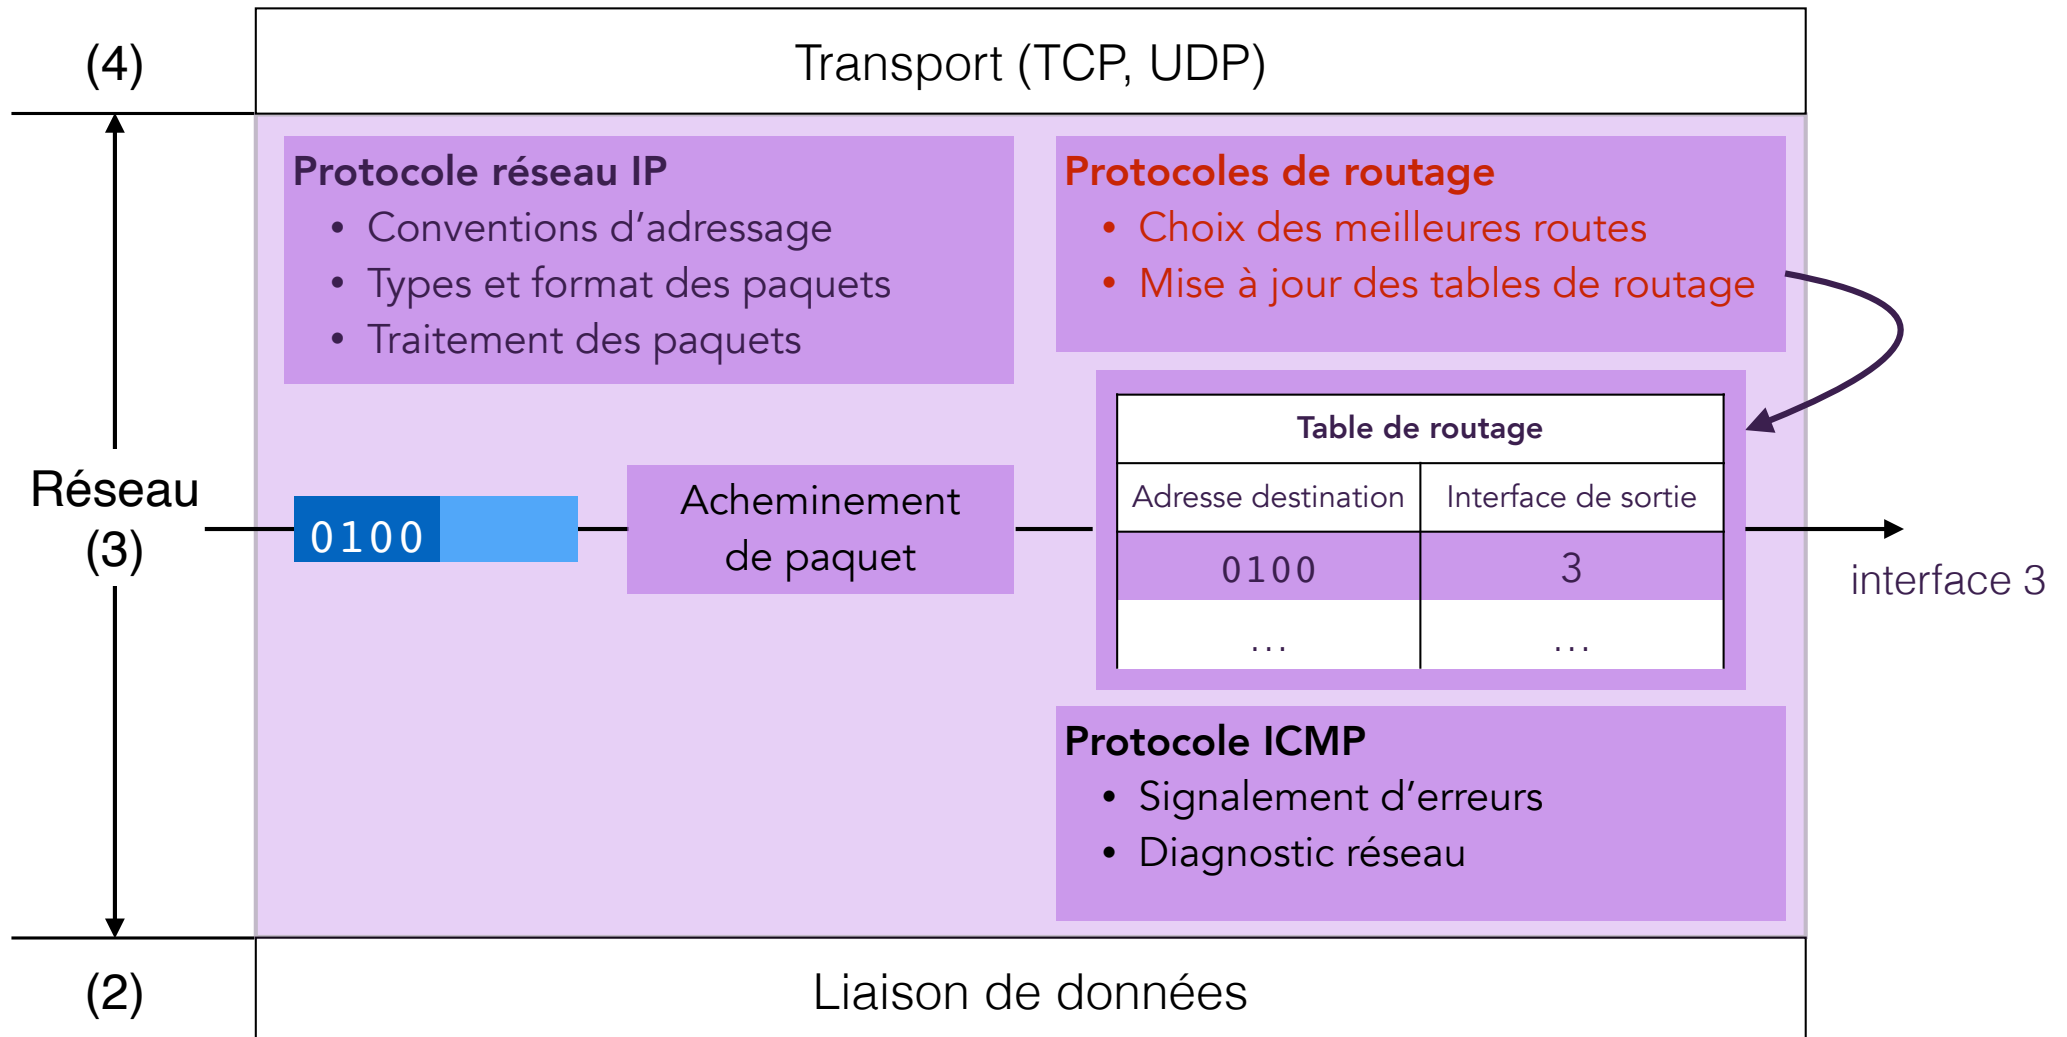 (4)
Transport (TCP, UDP)
Protocole réseau IP
• Conventions d’adressage
• Types et format des paquets
• Traitement des paquets
Protocoles de routage
• Choix des meilleures routes
• Mise à jour des tables de routage
Réseau
(3)
0100
Acheminement
de paquet
Table de routage
Adresse destination Interface de sortie
0100 3
... ...
interface 3
Protocole ICMP
• Signalement d’erreurs
• Diagnostic réseau
(2)
Liaison de données